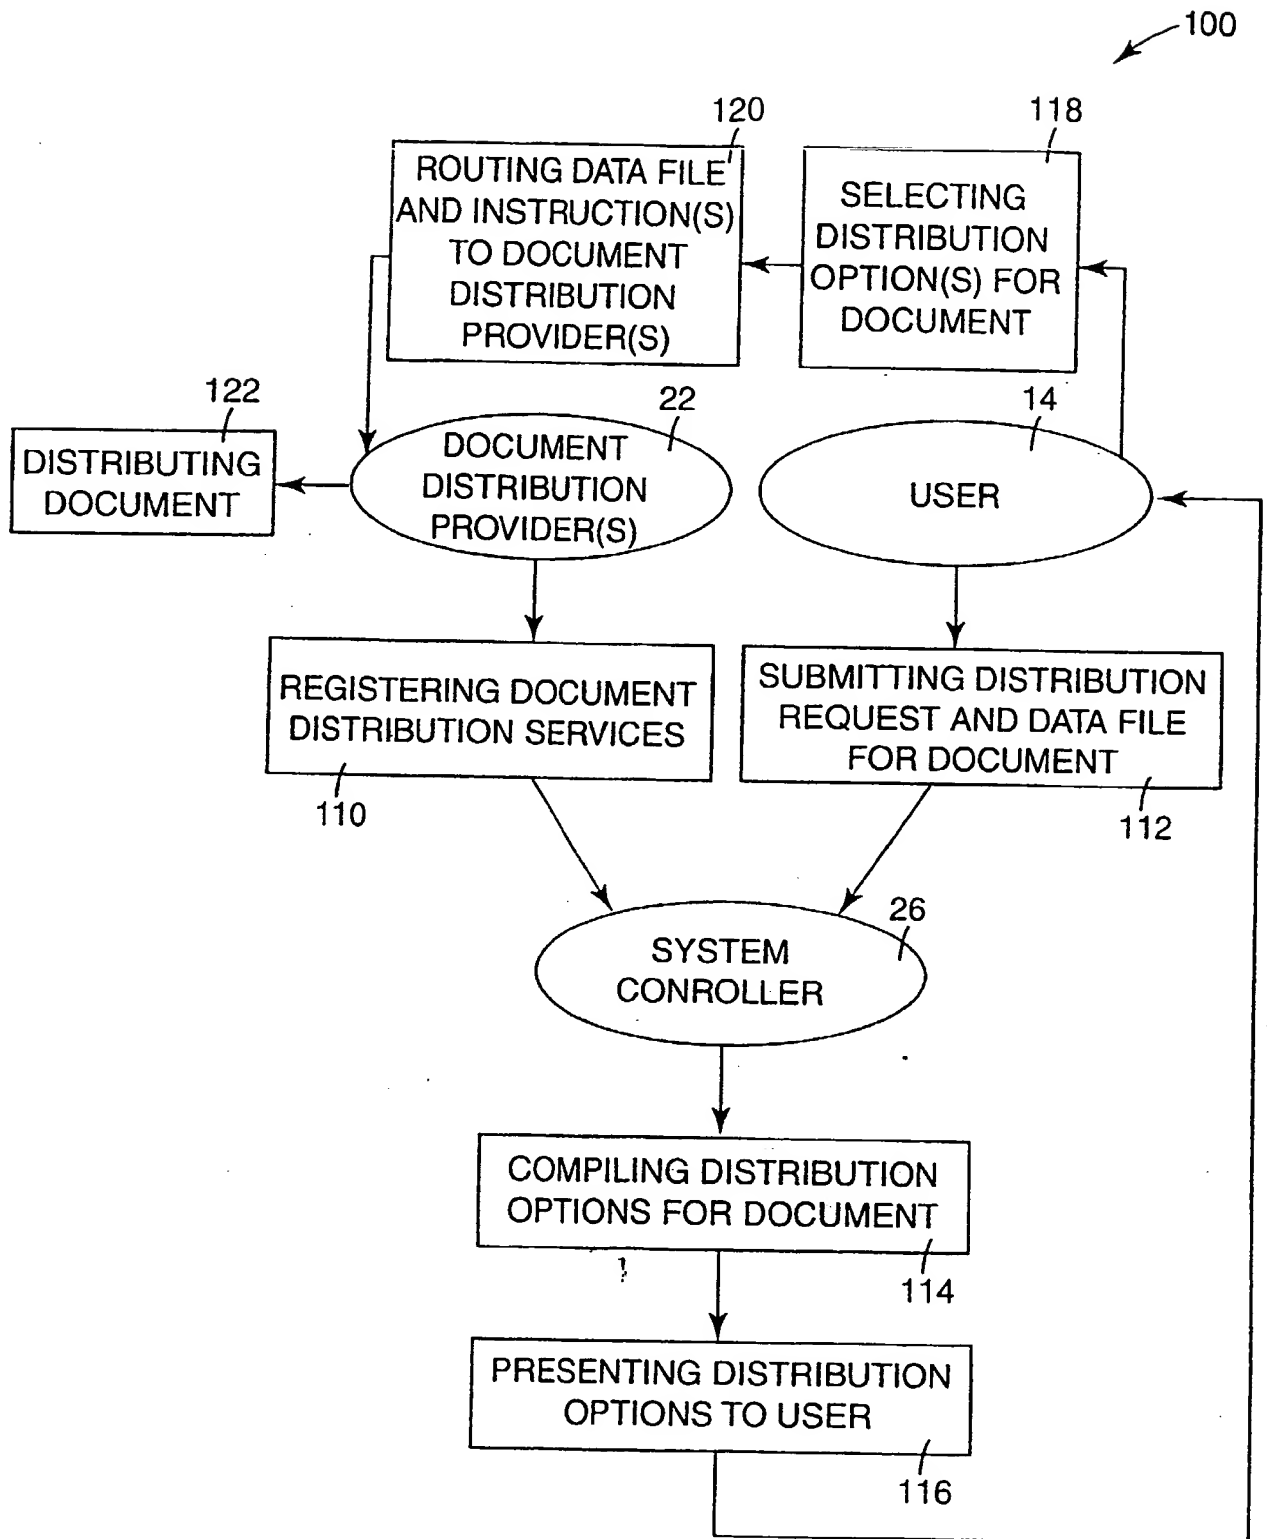 100
120
118
ROUTING DATA FILE
AND INSTRUCTION(S)
TO DOCUMENT
DISTRIBUTION
PROVIDER(S)
SELECTING
DISTRIBUTION
OPTION(S) FOR
DOCUMENT
122
22
14
DISTRIBUTING
DOCUMENT
DOCUMENT
DISTRIBUTION
PROVIDER(S)
USER
REGISTERING DOCUMENT
DISTRIBUTION SERVICES
SUBMITTING DISTRIBUTION
REQUEST AND DATA FILE
FOR DOCUMENT
110
112
26
SYSTEM
CONROLLER
COMPILING DISTRIBUTION
OPTIONS FOR DOCUMENT
114
PRESENTING DISTRIBUTION
OPTIONS TO USER
116